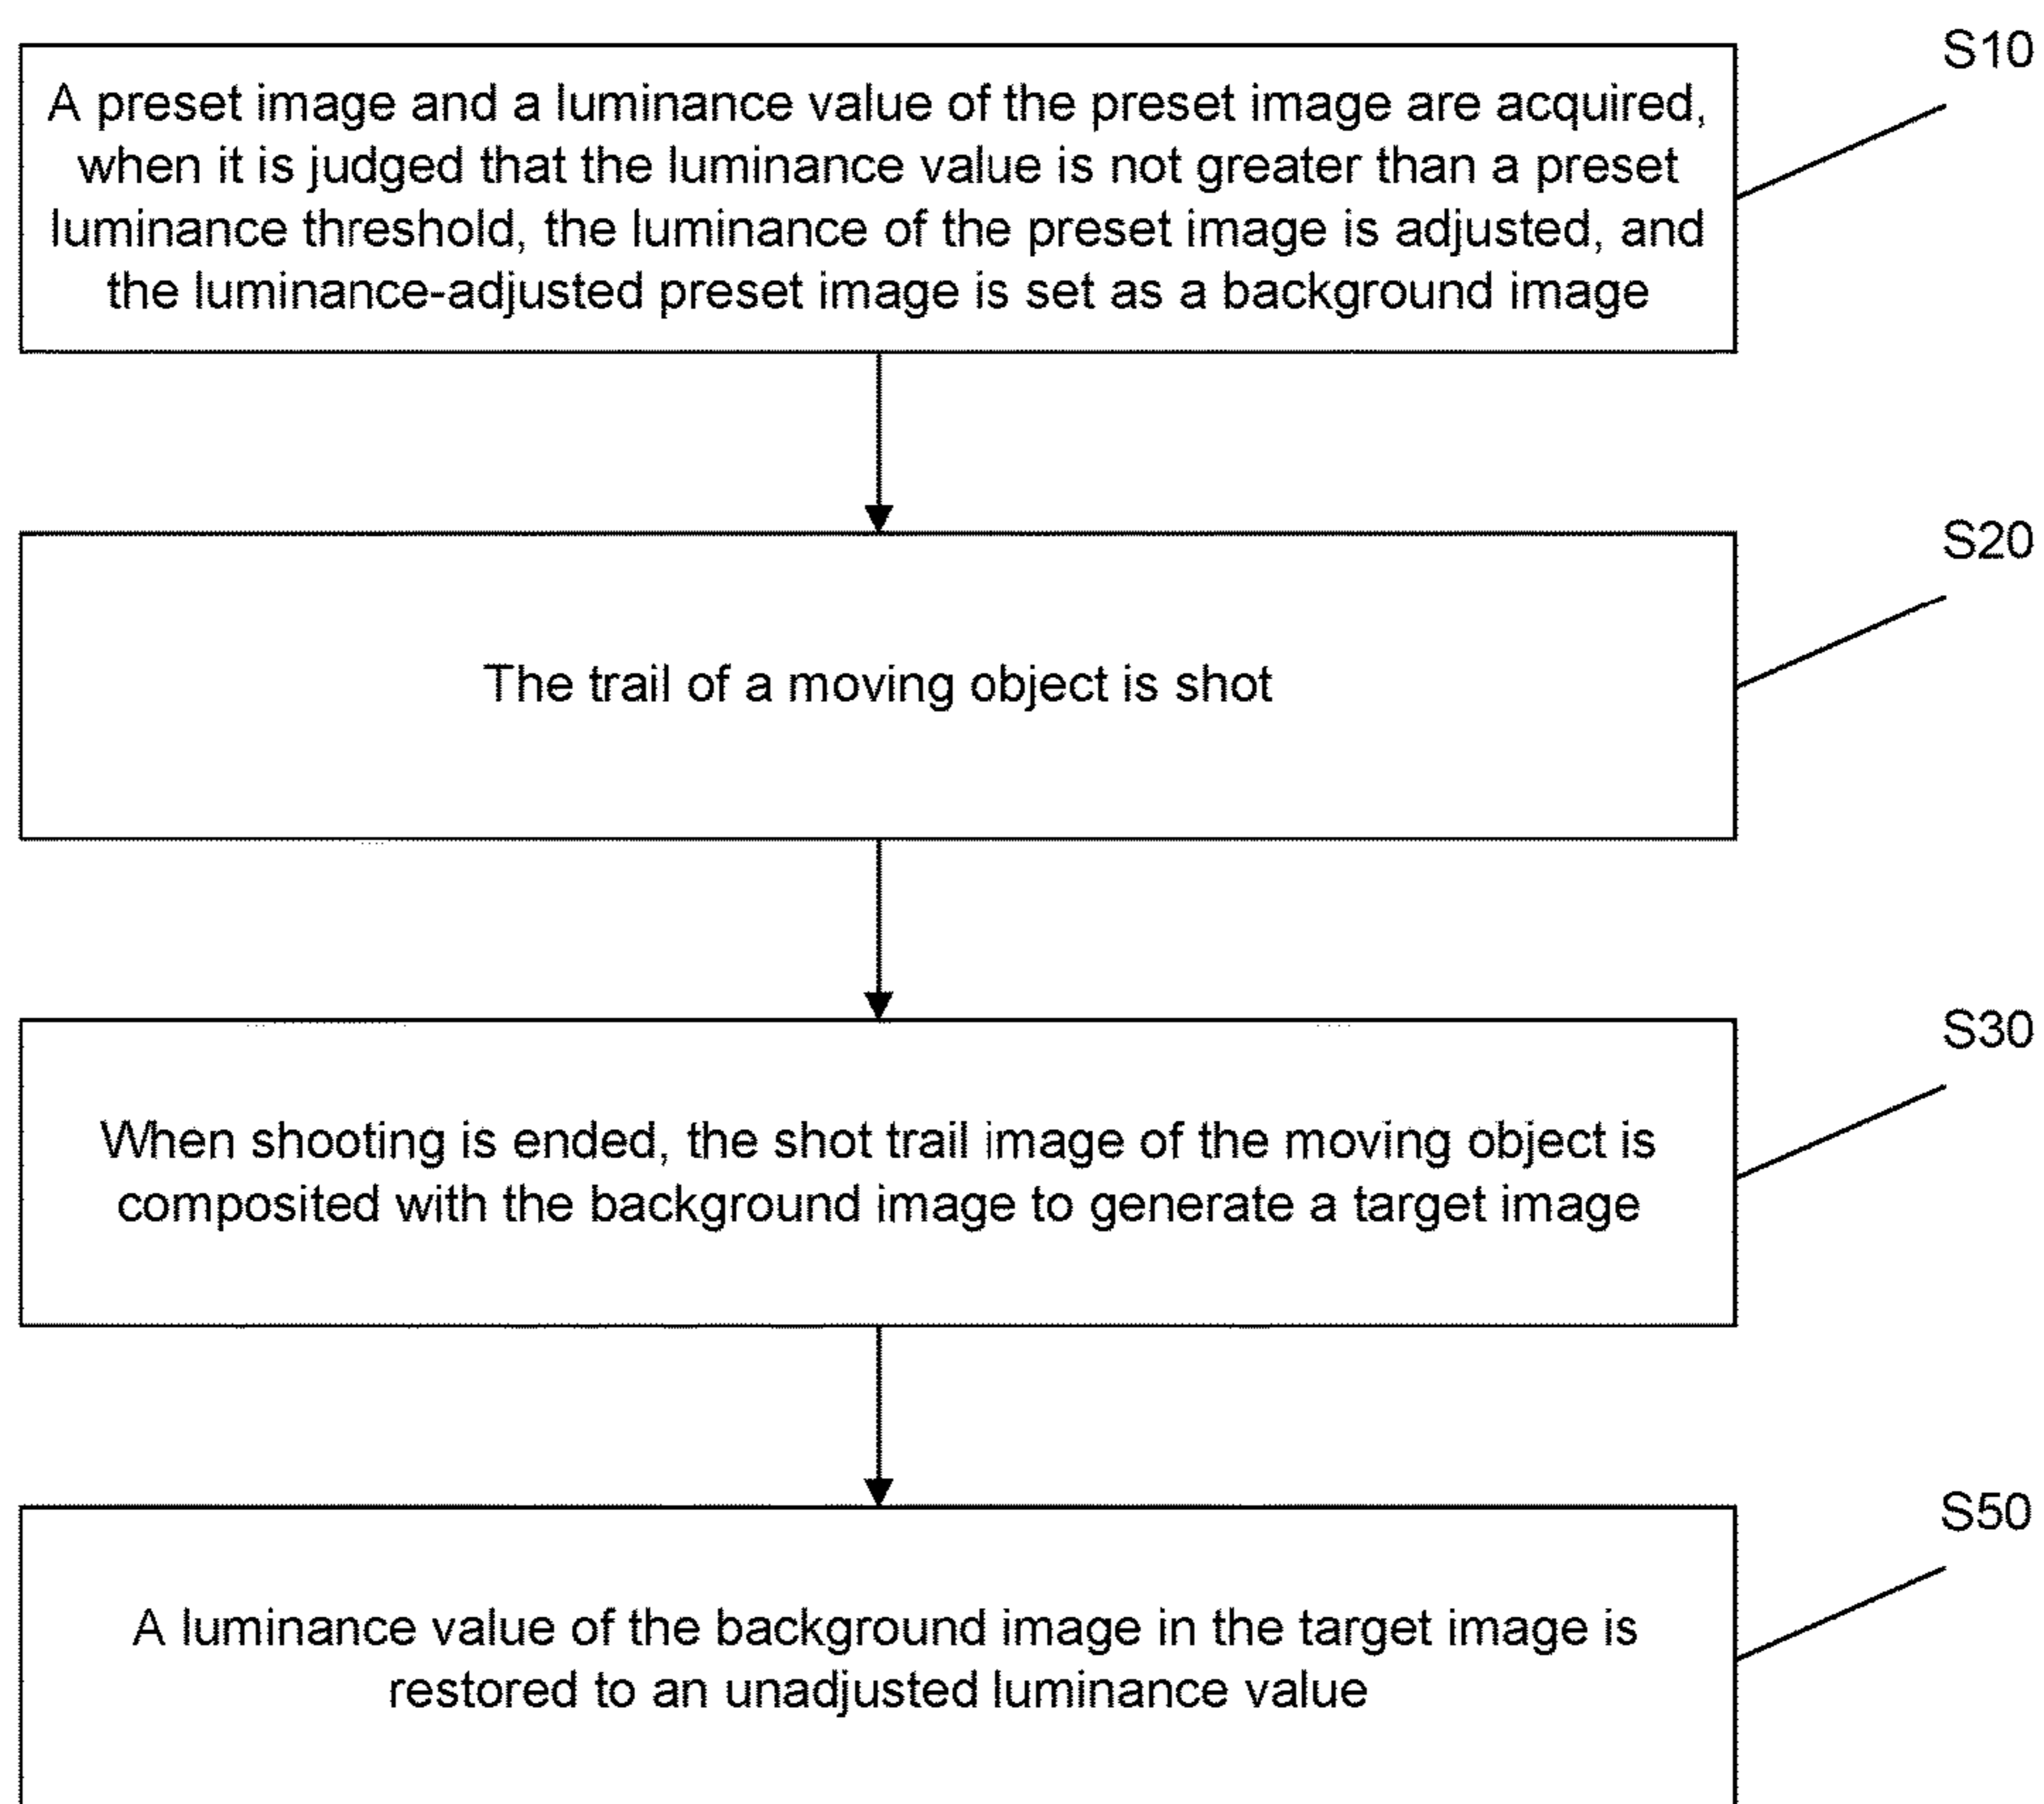 S10
A preset image and a luminance value of the preset image are acquired,
when it is judged that the luminance value is not greater than a preset
luminance threshold, the luminance of the preset image is adjusted, and
the luminance-adjusted preset image is set as a background image
S20
The trail of a moving object is shot
S30
When shooting is ended, the shot trail image of the moving object is
composited with the background image to generate a target image
S50
A luminance value of the background image in the target image is
restored to an unadjusted luminance value